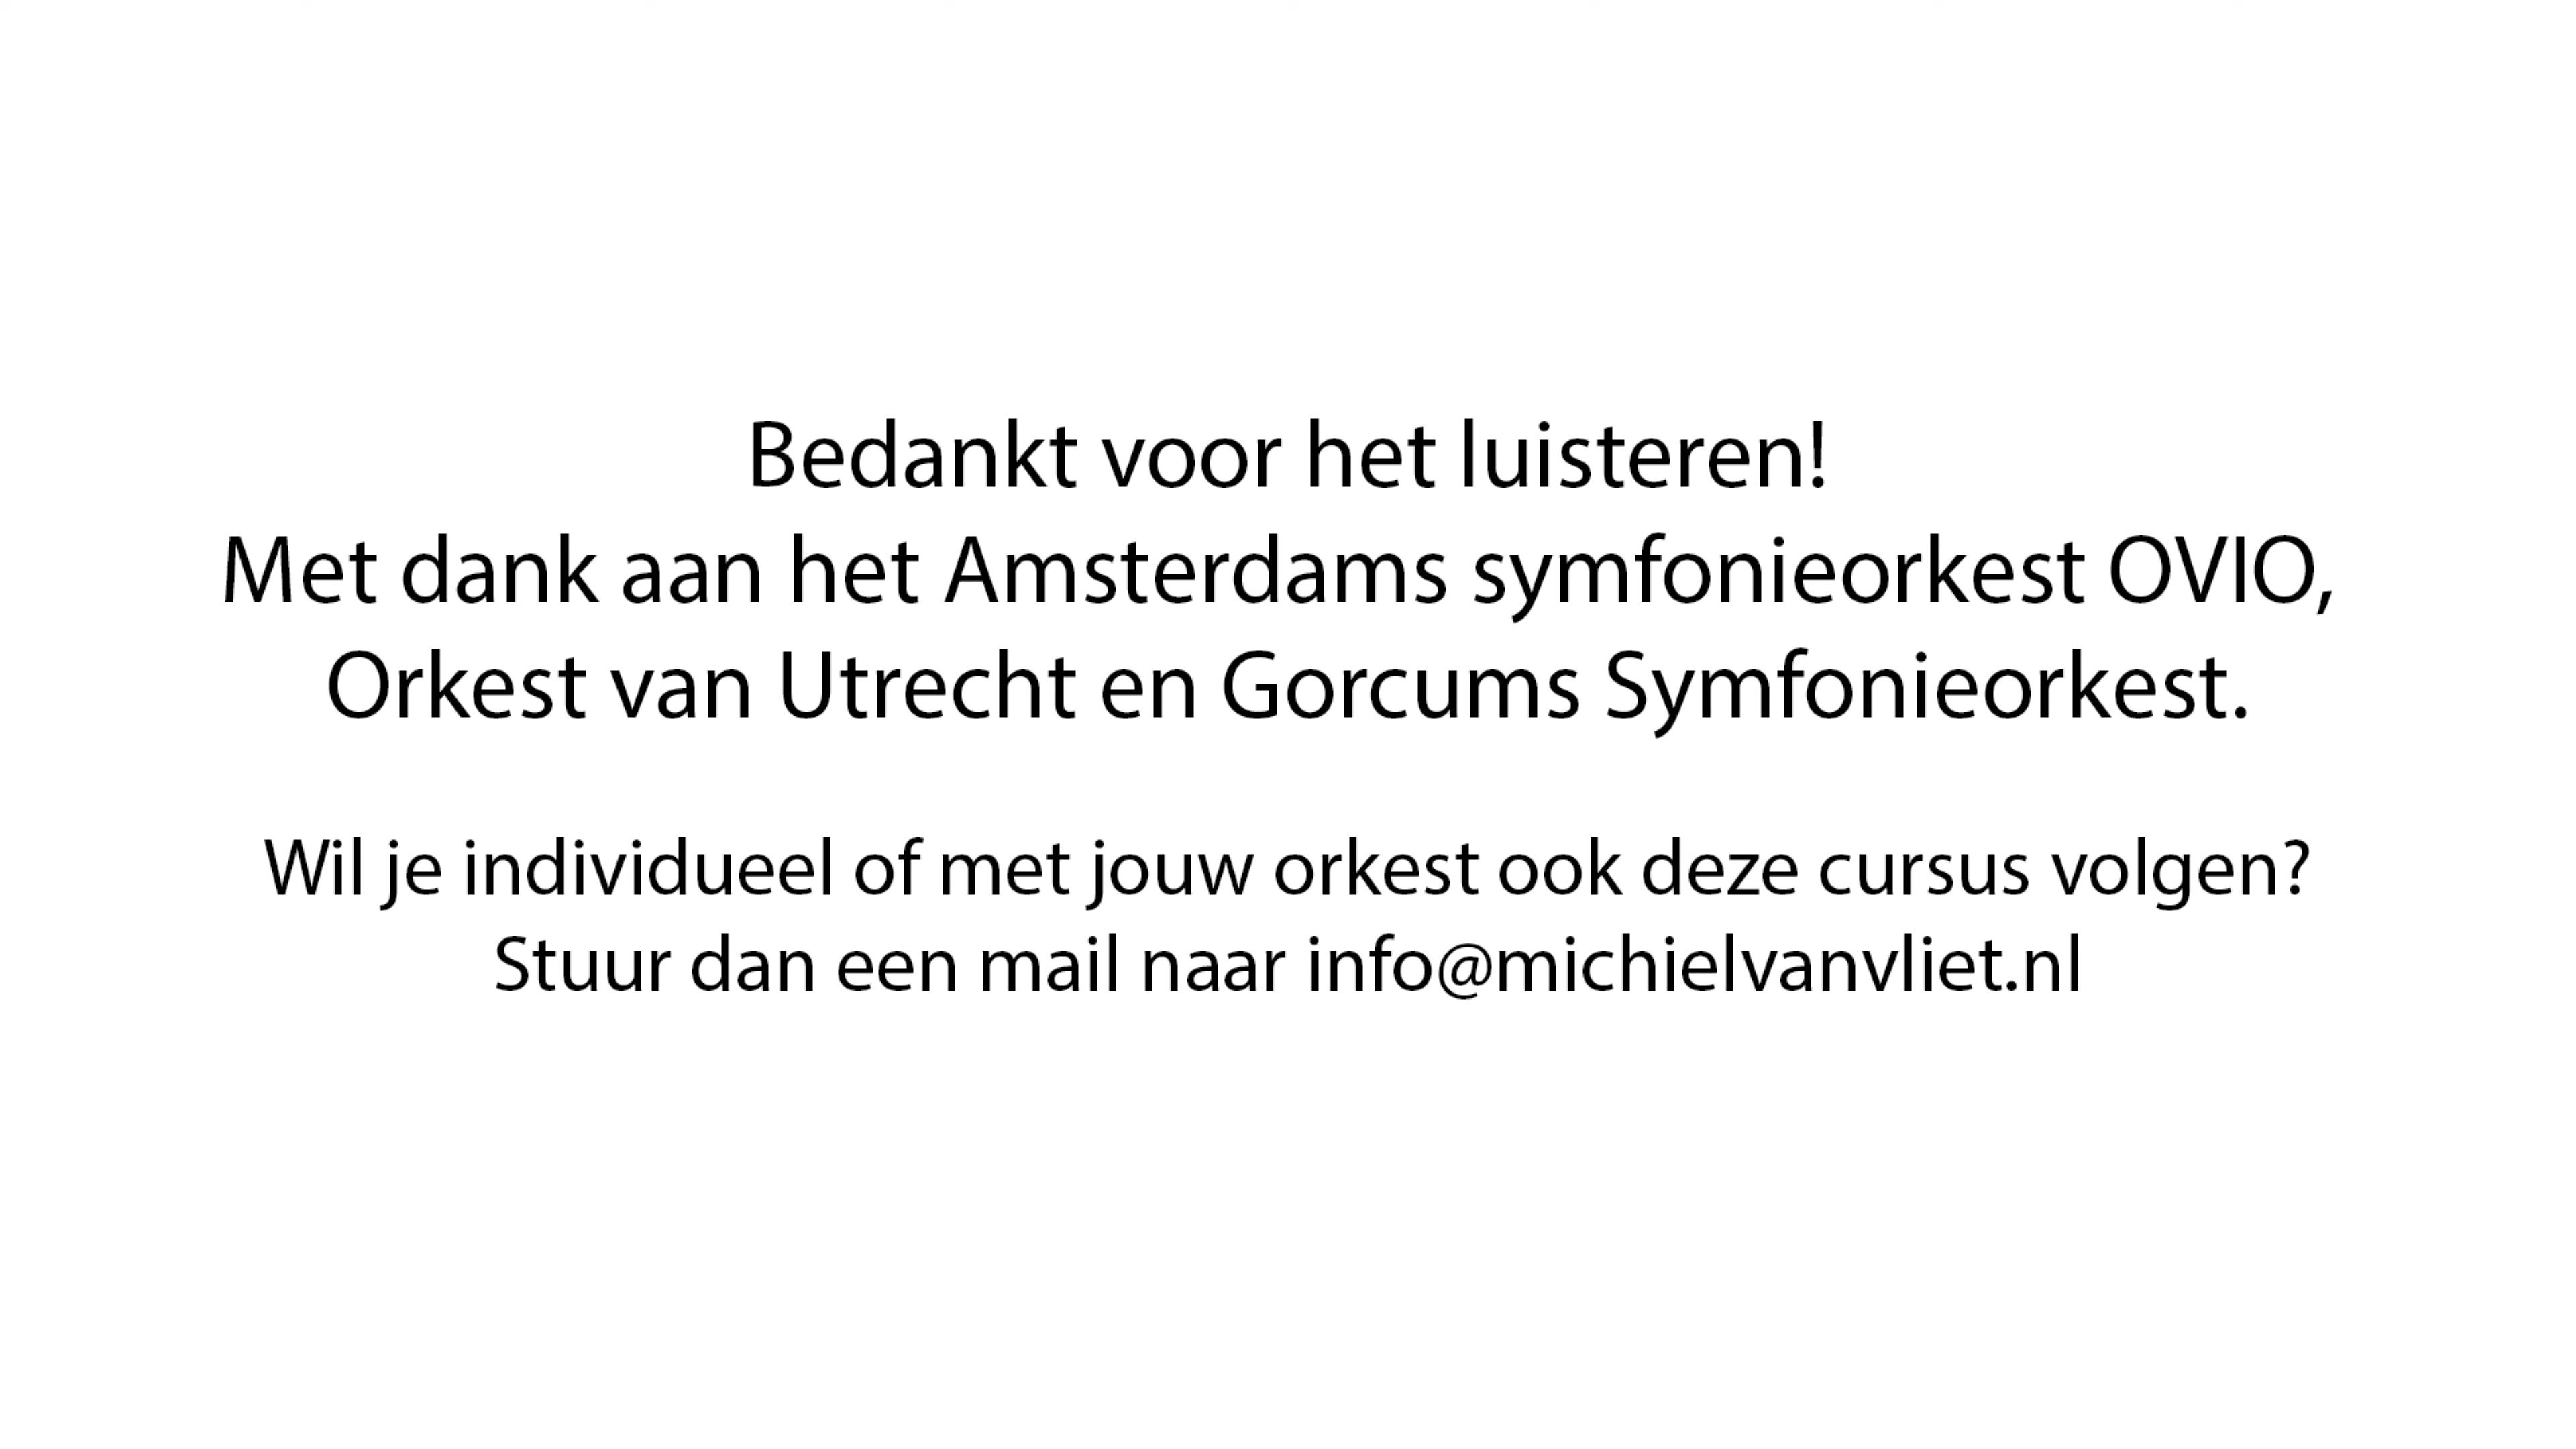 Bedankt voor het luisteren!
Met dank aan het Amsterdams symfonieorkest OVIO,
Orkest van Utrecht en Gorcums Symfonieorkest.
Wil je individueel of met jouw orkest ook deze cursus volgen?
Stuur dan een mail naar info@michielvanvliet.nl